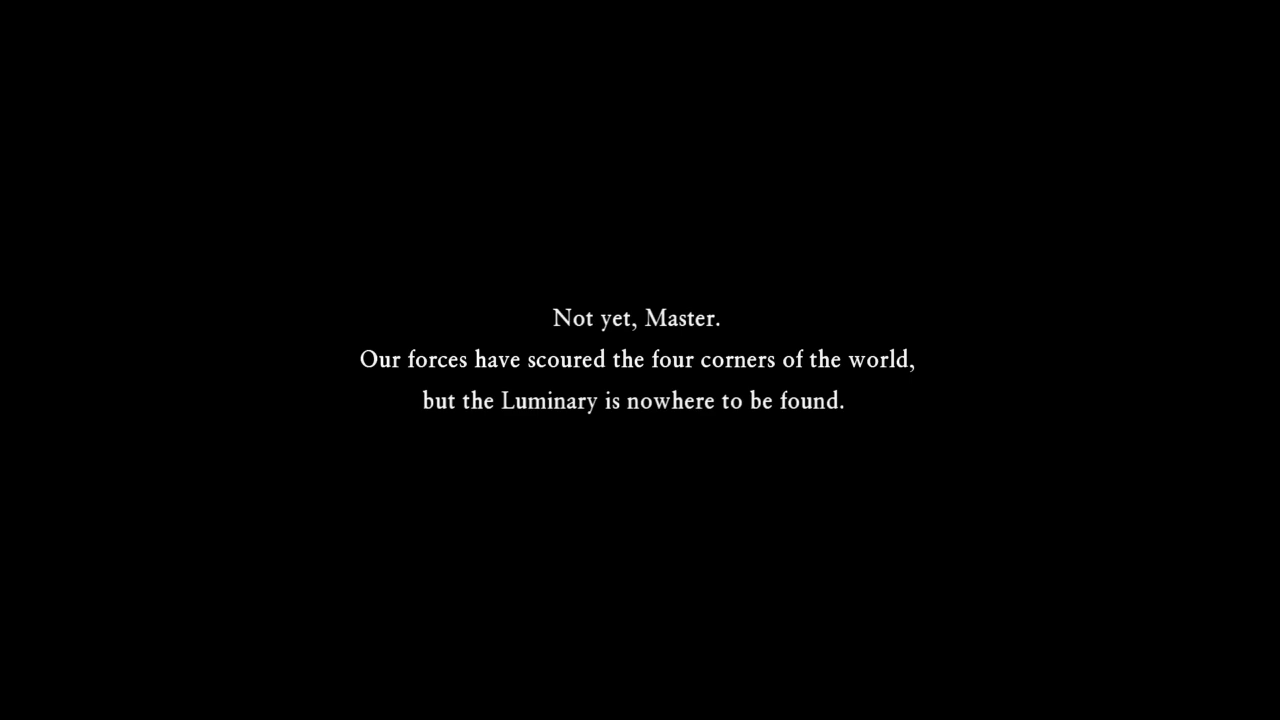 Not yet, Master.
Our forces have scoured the four corners of the world,
but the Luminary is nowhere to be found.